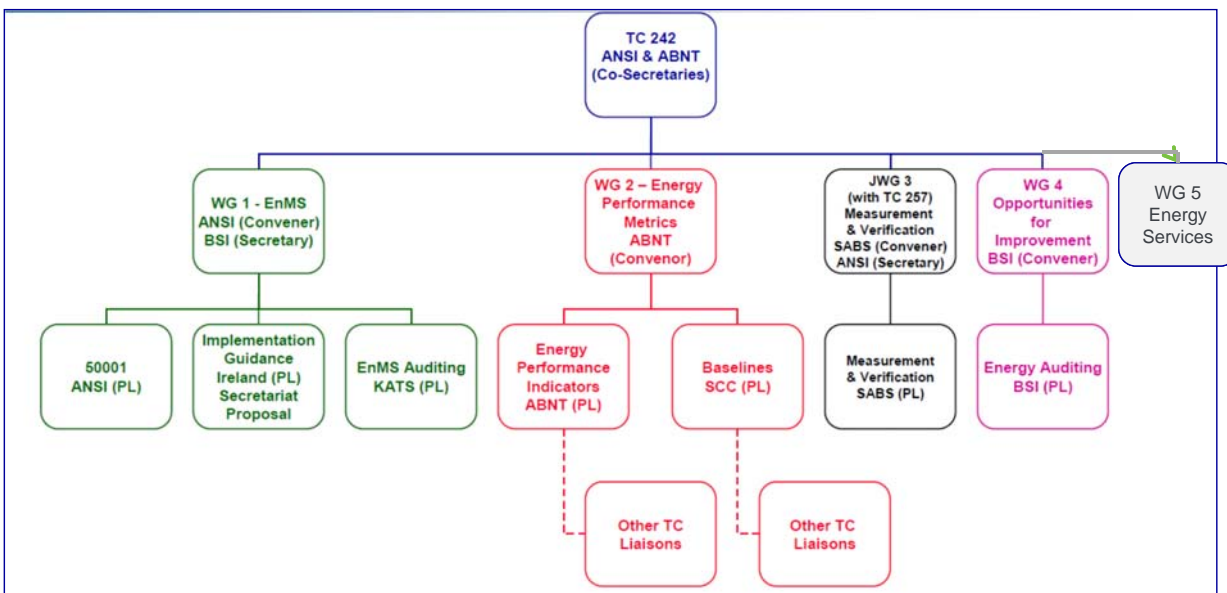 TC 242
ANSI & ABNT
(Co-Secretaries)
WG 1 - EnMS
ANSI (Convener)
BSI (Secretary)
WG 2 – Energy
Performance
Metrics
ABNT
(Convenor)
JWG 3
(with TC 257)
Measurement
& Verification
SABS (Convener)
ANSI (Secretary)
WG 4
Opportunities
for
Improvement
BSI (Convener)
WG 5
Energy
Services
50001
ANSI (PL)
Implementation
Guidance
Ireland (PL)
Secretariat
Proposal
EnMS Auditing
KATS (PL)
Energy
Performance
Indicators
ABNT (PL)
Baselines
SCC (PL)
Measurement
& Verification
SABS (PL)
Energy Auditing
BSI (PL)
Other TC
Liaisons
Other TC
Liaisons